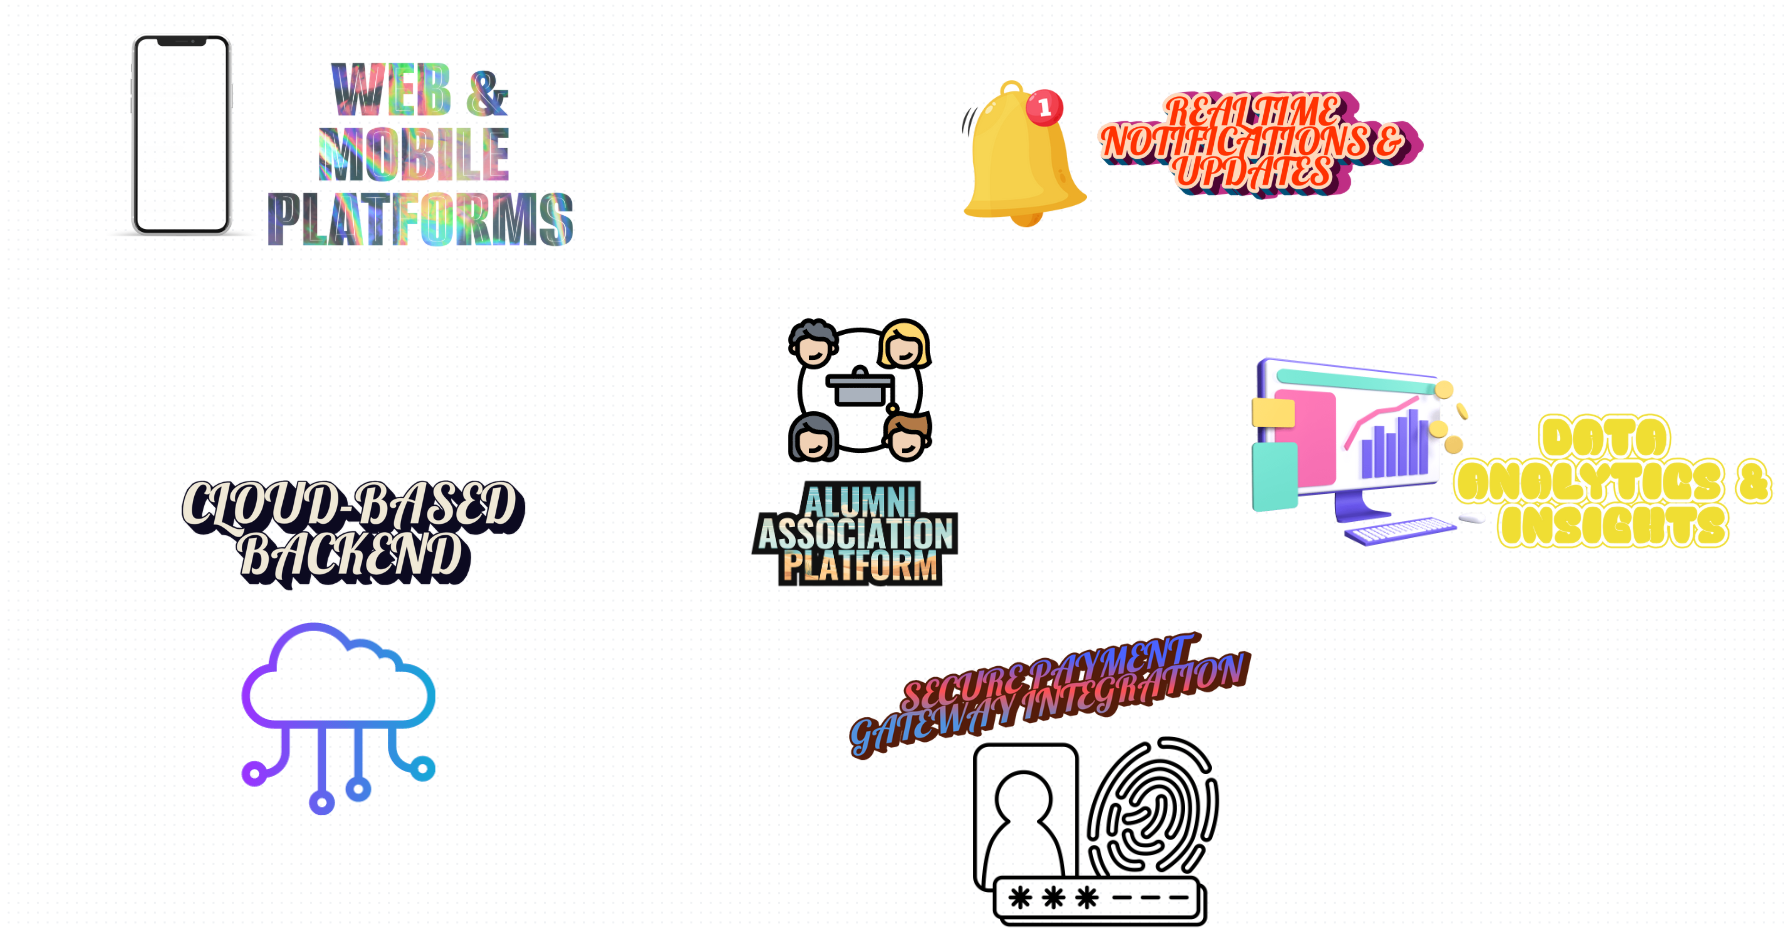 WEB &
MOBILE
PLATFORMS
1
REAL TIME
NOTIFICATIONS &
UPDATES
ALUMNI
ASSOCIATION
PLATFORM
DATA
ANALYTICS &
INSIGHTS
CLOUD-BASED
BACKEND
SECURE PAYMENT
GATEWAY INTEGRATION